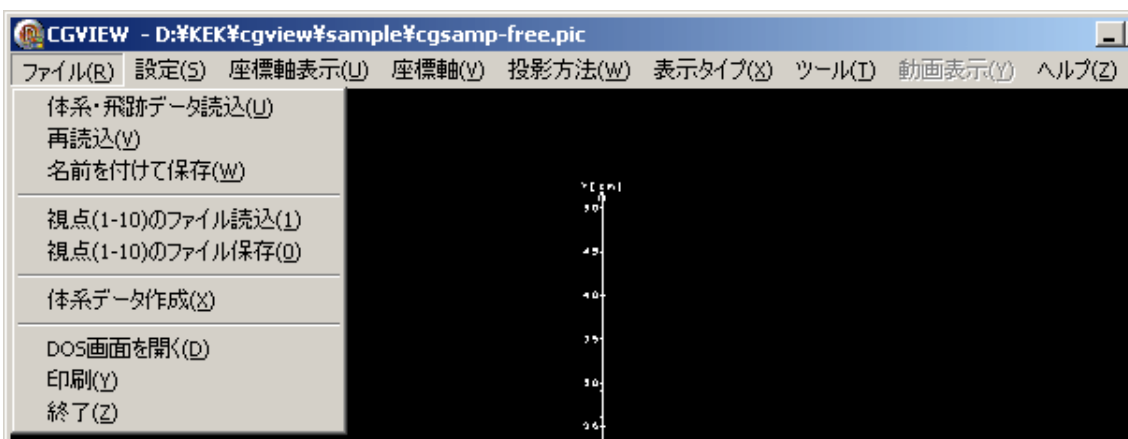 CGVIEW - D:¥KEK¥cgview¥sample¥cgsamp-free.pic
ファイル(R) 設定(S) 座標軸表示(U) 座標軸(V) 投影方法(W) 表示タイプ(X) ツール(T) 動画表示(Y) ヘルプ(Z)
体系・飛跡データ読込(U)
再読込(V)
名前を付けて保存(W)
視点(1-10)のファイル読込(1)
視点(1-10)のファイル保存(0)
体系データ作成(X)
DOS画面を開く(D)
印刷(Y)
終了(Z)
Y[cm]